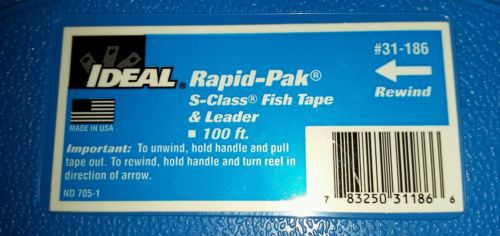 IDEAL®
Rapid-Pak®
S-Class® Fish Tape
& Leader
■ 100 ft.
#31-186
Rewind
MADE IN USA
Important: To unwind, hold handle and pull
tape out. To rewind, hold handle and turn reel in
direction of arrow.
ND 705-1
7 83250 31186 6